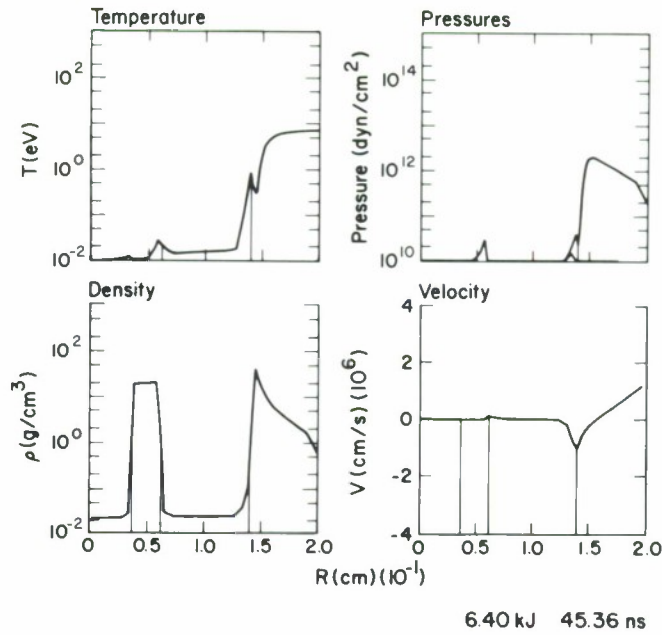 Temperature
10²
10⁰
10⁻²
T(eV)
Pressures
10¹⁴
10¹²
10¹⁰
Pressure (dyn/cm²)
Density
10²
10⁰
10⁻²
ρ(g/cm³)
0 0.5 1.0 1.5 2.0
Velocity
4
2
0
-2
-4
V(cm/s)(10⁶)
0 0.5 1.0 1.5 2.0
R(cm)(10⁻¹)
6.40 kJ 45.36 ns